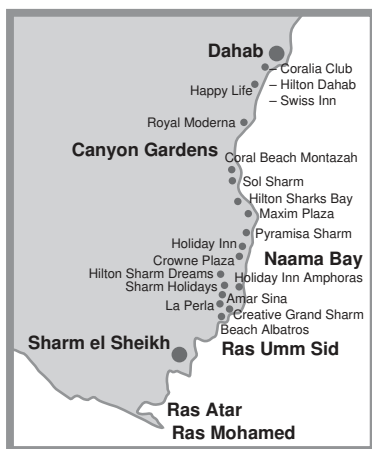 Dahab
– Coralia Club
Happy Life
– Hilton Dahab
– Swiss Inn
Royal Moderna
Canyon Gardens
Coral Beach Montazah
Sol Sharm
Hilton Sharks Bay
Maxim Plaza
Pyramisa Sharm
Holiday Inn
Crowne Plaza
Naama Bay
Hilton Sharm Dreams
Holiday Inn Amphoras
Sharm Holidays
Amar Sina
La Perla
Creative Grand Sharm
Beach Albatros
Sharm el Sheikh
Ras Umm Sid
Ras Atar
Ras Mohamed